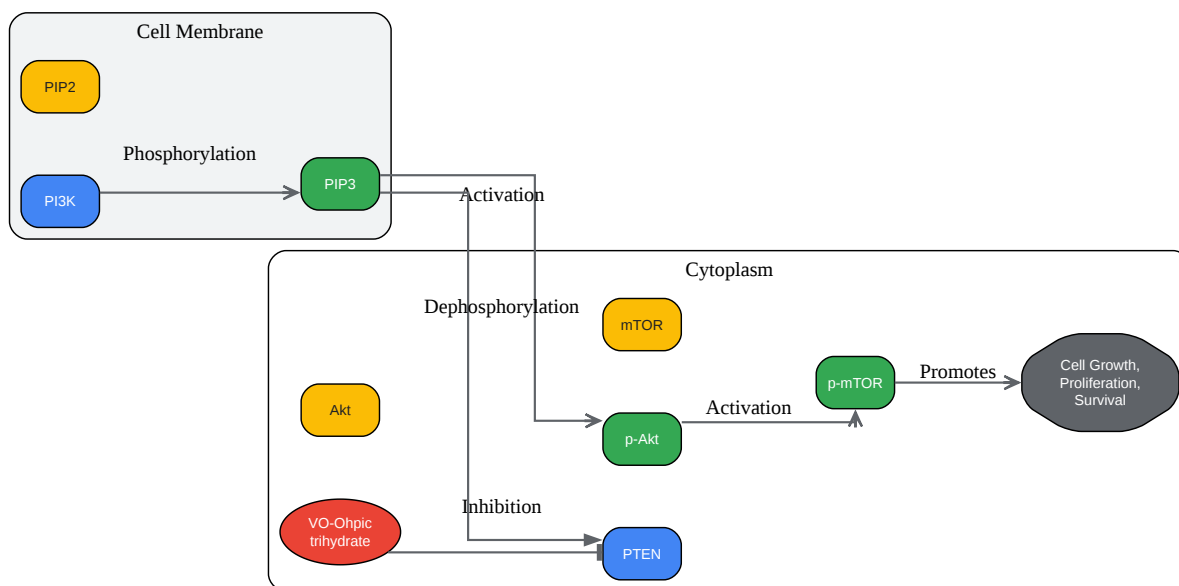 Cell Membrane
PIP2
Phosphorylation
PIP3
PI3K
Activation
Cytoplasm
Dephosphorylation
mTOR
Cell Growth,
Proliferation,
Survival
p-mTOR
Promotes
Akt
Activation
p-Akt
Inhibition
VO-Ohpic
trihydrate
PTEN